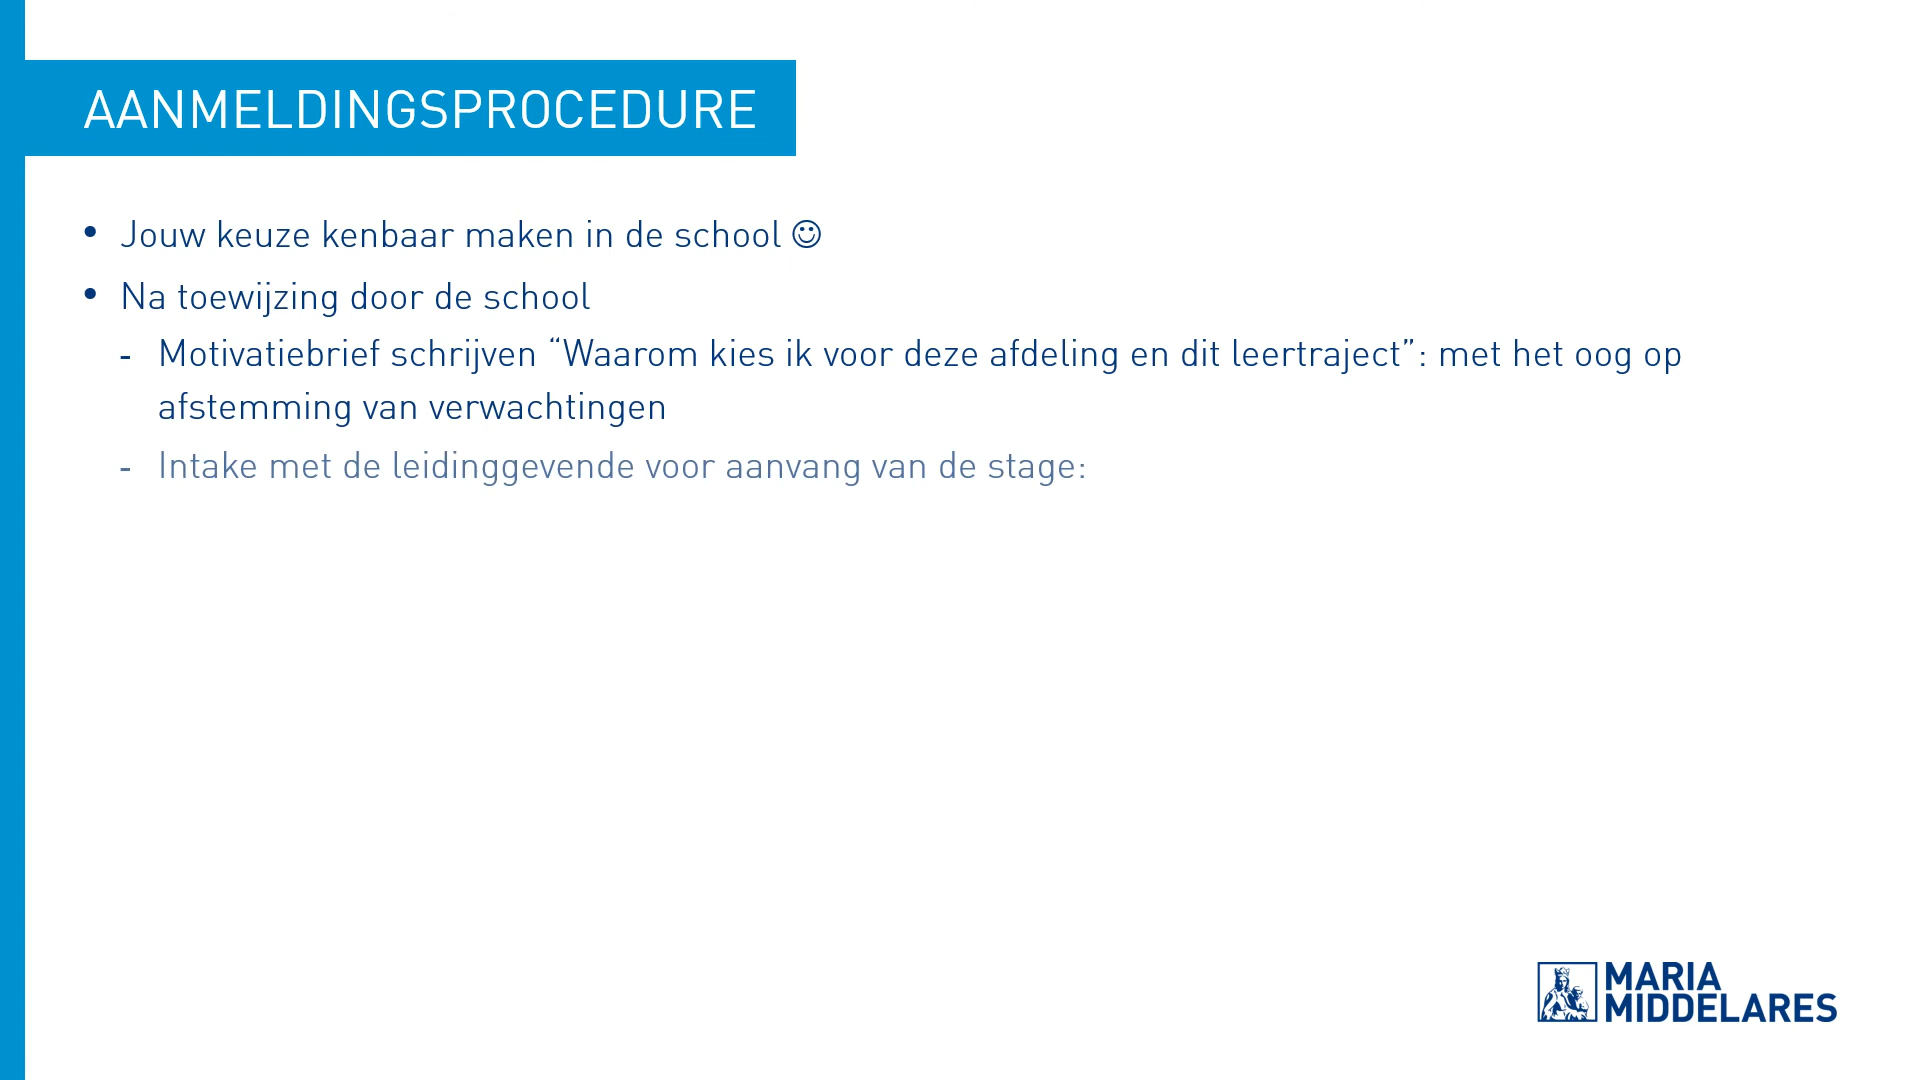 AANMELDINGSPROCEDURE
• Jouw keuze kenbaar maken in de school ☺
• Na toewijzing door de school
- Motivatiebrief schrijven “Waarom kies ik voor deze afdeling en dit leertraject”: met het oog op
afstemming van verwachtingen
- Intake met de leidinggevende voor aanvang van de stage:
MARIA
MIDDELARES